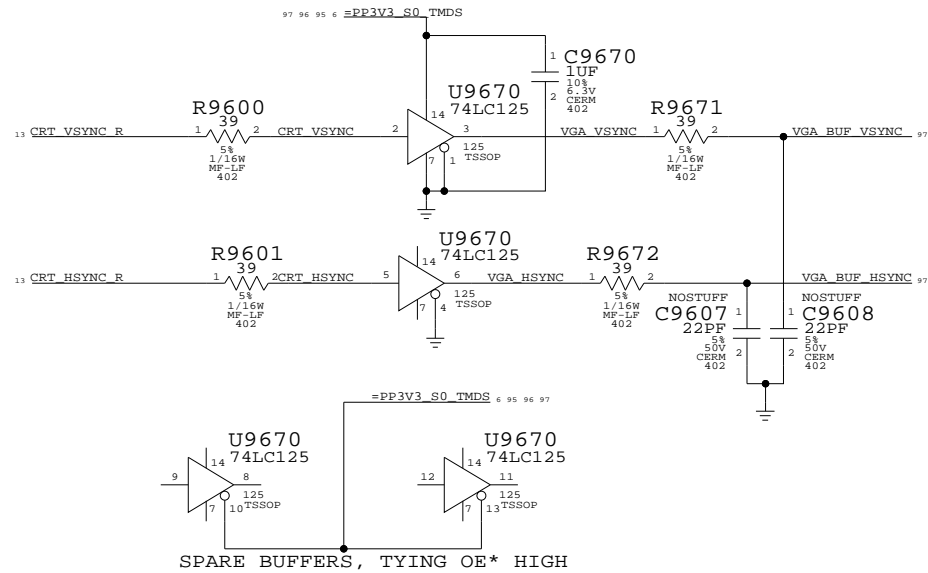 97 96 95 6 =PP3V3_S0_TMDS
1 C9670
1UF
10%
6.3V
CERM
402
2
U9670
74LC125
14
2
3
125
TSSOP
7
1
R9600
39
1
2
5%
1/16W
MF-LF
402
13 CRT_VSYNC_R
CRT_VSYNC
VGA_VSYNC
R9671
39
1
2
5%
1/16W
MF-LF
402
VGA_BUF_VSYNC 97
R9601
39
1
2
5%
1/16W
MF-LF
402
13 CRT_HSYNC_R
CRT_HSYNC
U9670
74LC125
14
5
6
125
TSSOP
7
4
VGA_HSYNC
R9672
39
1
2
5%
1/16W
MF-LF
402
VGA_BUF_HSYNC 97
NOSTUFF
C9607
1
22PF
5%
50V
CERM
402
2
NOSTUFF
1 C9608
22PF
5%
50V
CERM
402
2
=PP3V3_S0_TMDS 6 95 96 97
U9670
74LC125
14
9
8
125
TSSOP
7
10
U9670
74LC125
14
12
11
125
TSSOP
7
13
SPARE BUFFERS, TYING OE* HIGH